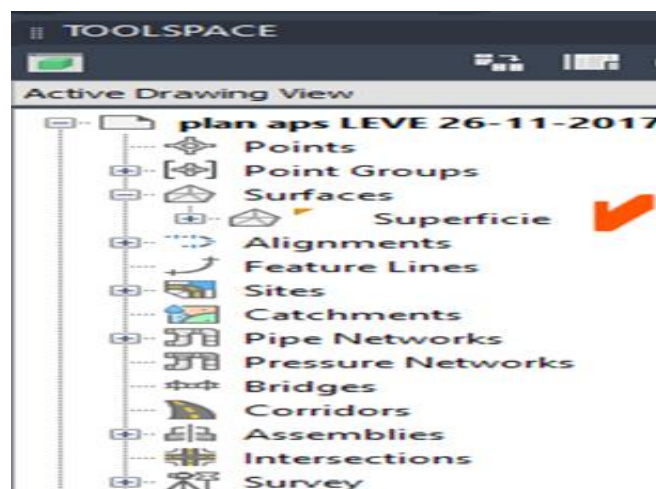 TOOLSPACE
Active Drawing View
plan aps LEVE 26-11-2017
Points
Point Groups
Surfaces
Superficie
Alignments
Feature Lines
Sites
Catchments
Pipe Networks
Pressure Networks
Bridges
Corridors
Assemblies
Intersections
Survey